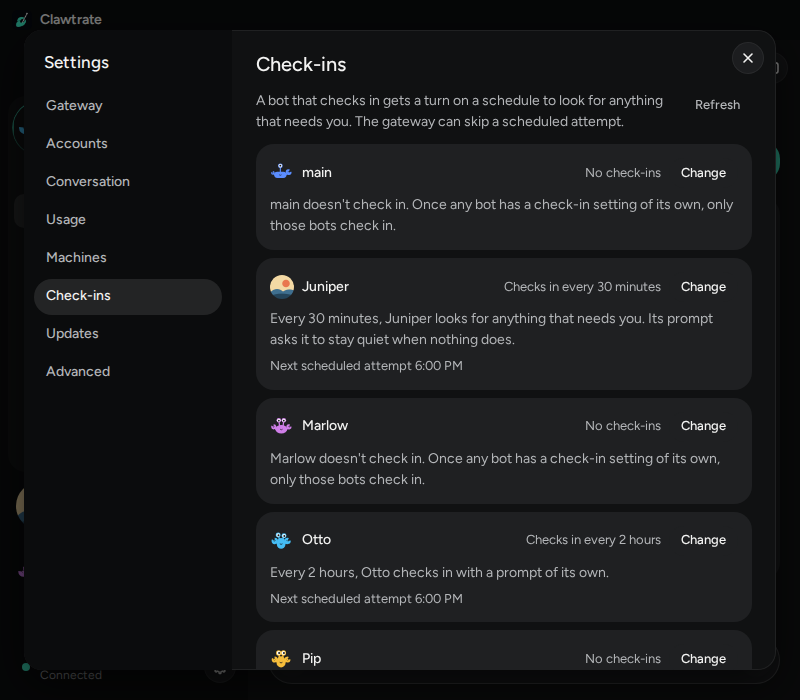 Clawtrate
Settings
Gateway
Accounts
Conversation
Usage
Machines
Check-ins
Updates
Advanced
Connected
Check-ins
A bot that checks in gets a turn on a schedule to look for anything
that needs you. The gateway can skip a scheduled attempt.
Refresh
main
No check-ins
Change
main doesn't check in. Once any bot has a check-in setting of its own, only
those bots check in.
Juniper
Checks in every 30 minutes
Change
Every 30 minutes, Juniper looks for anything that needs you. Its prompt
asks it to stay quiet when nothing does.
Next scheduled attempt 6:00 PM
Marlow
No check-ins
Change
Marlow doesn't check in. Once any bot has a check-in setting of its own,
only those bots check in.
Otto
Checks in every 2 hours
Change
Every 2 hours, Otto checks in with a prompt of its own.
Next scheduled attempt 6:00 PM
Pip
No check-ins
Change